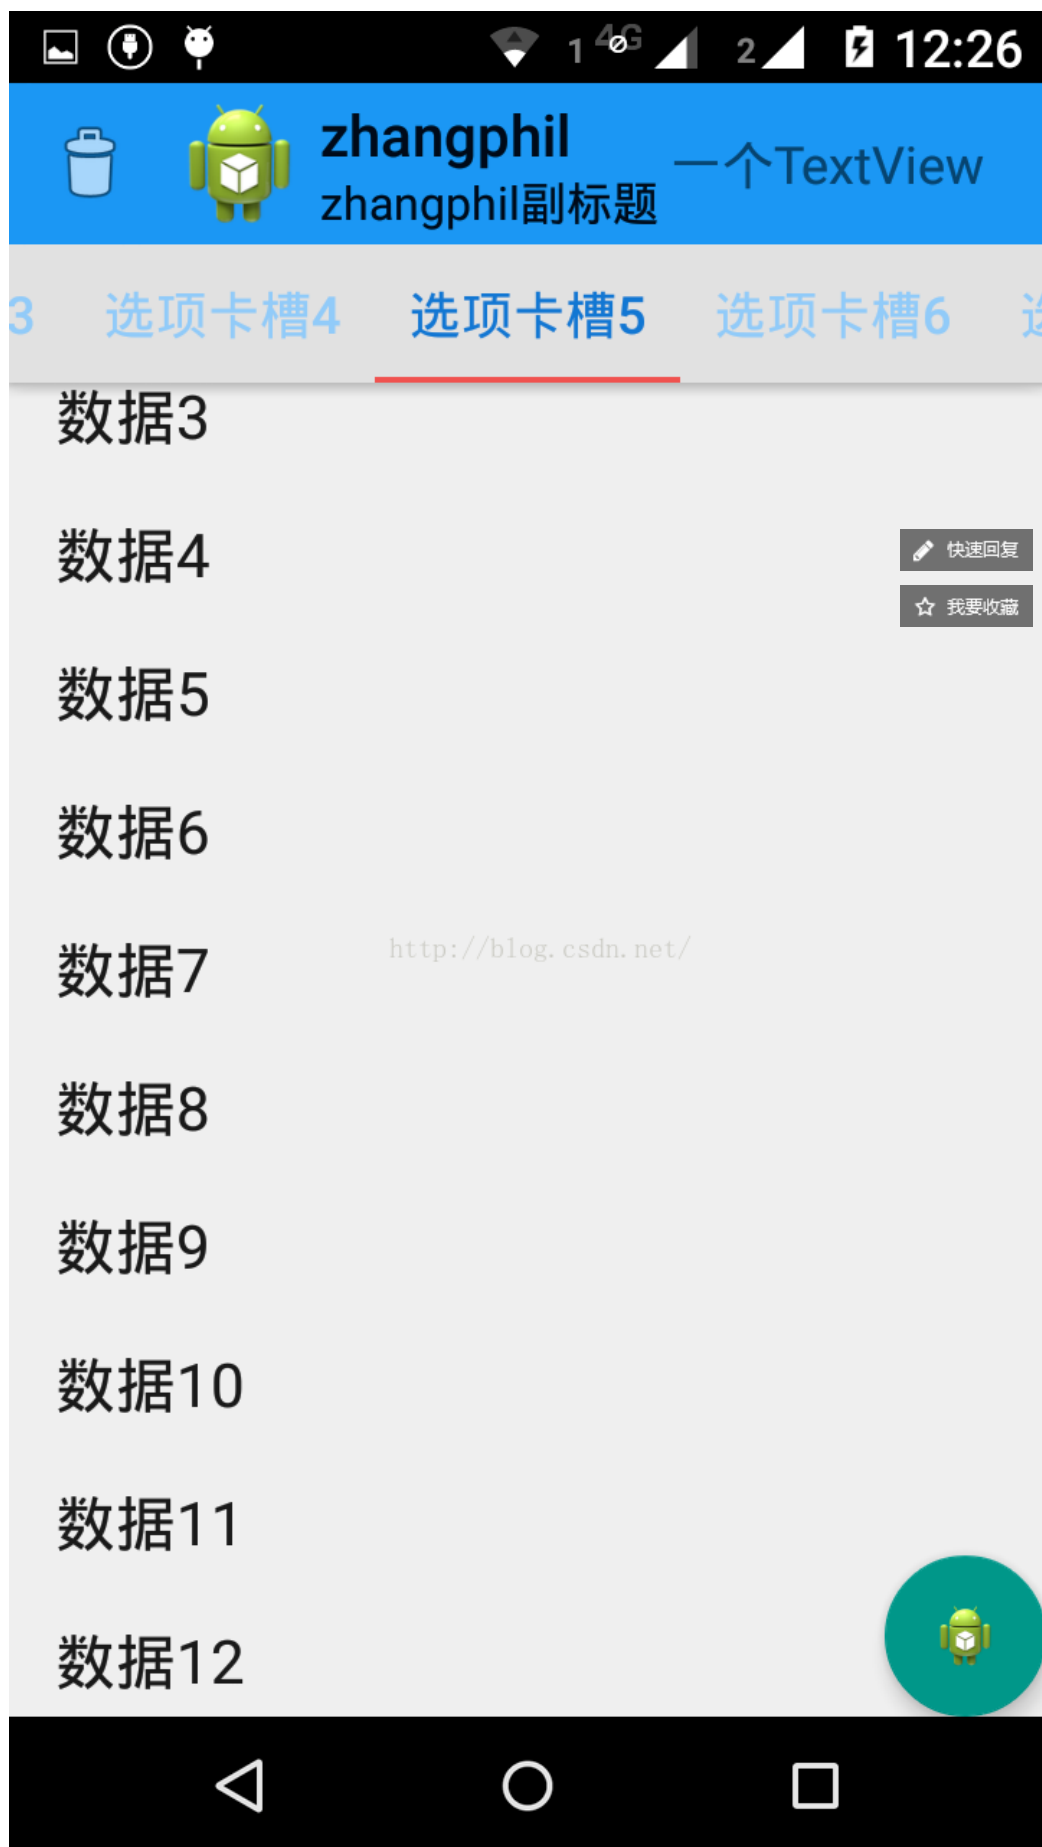 1 4G 2 12:26
zhangphil
zhangphil副标题
一个TextView
3 选项卡槽4 选项卡槽5 选项卡槽6
数据3
数据4
快速回复
我要收藏
数据5
数据6
数据7
http://blog.csdn.net/
数据8
数据9
数据10
数据11
数据12